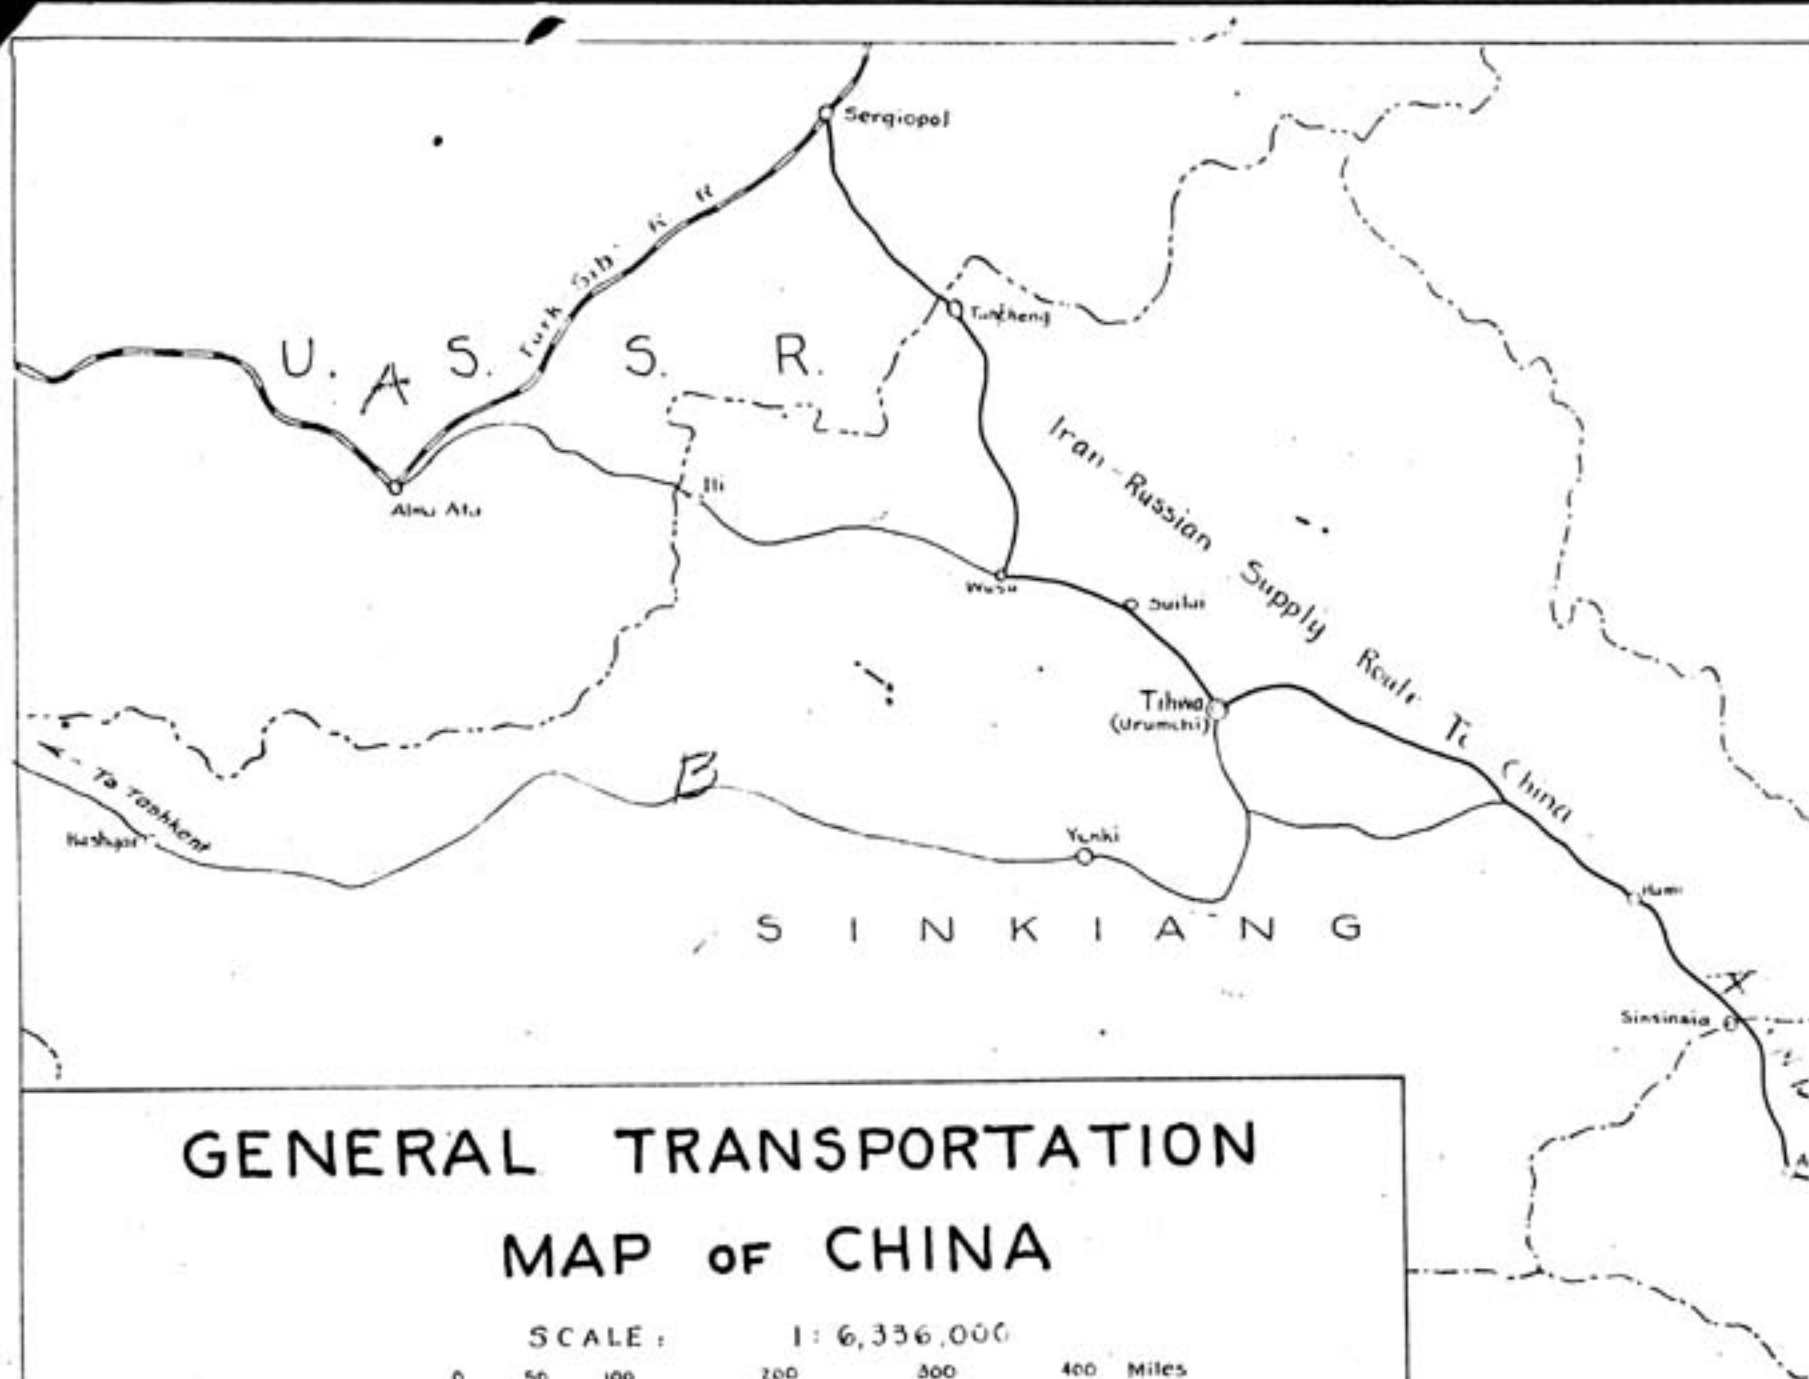 Sergiopol
Turk Sib. R R
U. S. S. R.
A
Tahcheng
Iran-Russian Supply Route To China
Alma Ata
Ili
Wusu
Suilai
Tihwa
(Urumchi)
B
To Tashkent
Kashgar
Yenki
Hami
SINKIANG
X
Sinsinsia
A
GENERAL TRANSPORTATION
MAP OF CHINA
SCALE: 1:6,336,000
0 50 100 200 300 400 Miles